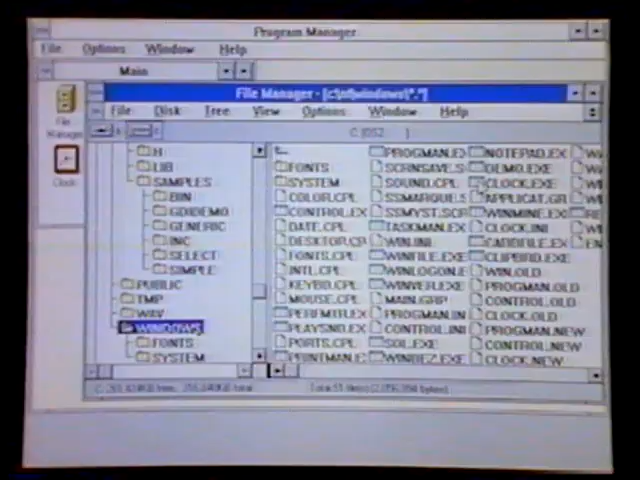 Program Manager
File Options Window Help
Main
File Manager - [c:\nt\windows\*.*]
File Disk Tree View Options Window Help
File
Manager
Clock
C: [OS2 ]
H
LIB
SAMPLES
BIN
GDIDEMO
GENERIC
INC
SELECT
SIMPLE
PUBLIC
TMP
WAV
WINDOWS
FONTS
SYSTEM
FONTS
SYSTEM
COLOR.CPL
CONTROL.EX
DATE.CPL
DESKTOP.CP
FONTS.CPL
INTL.CPL
KEYBD.CPL
MOUSE.CPL
PERFMTR.EX
PLAYSND.EX
PORTS.CPL
PRINTMAN.E
PROGMAN.EX
SCRNSAVE.S
SOUND.CPL
SSMARQUE.S
SSMYST.SCR
TASKMAN.EX
WIN.INI
WINFILE.EXE
WINLOGON.E
WINVER.EXE
MAIN.GRP
PROGMAN.IN
CONTROL.INI
SOL.EXE
WINBEZ.EXE
NOTEPAD.EX
DEMO.EXE
CLOCK.EXE
APPLICAT.GR
WINMINE.EX
CLOCK.INI
CARDFILE.EX
CLIPBRD.EXE
WIN.OLD
PROGMAN.OLD
CONTROL.OLD
CLOCK.OLD
PROGMAN.NEW
CONTROL.NEW
CLOCK.NEW